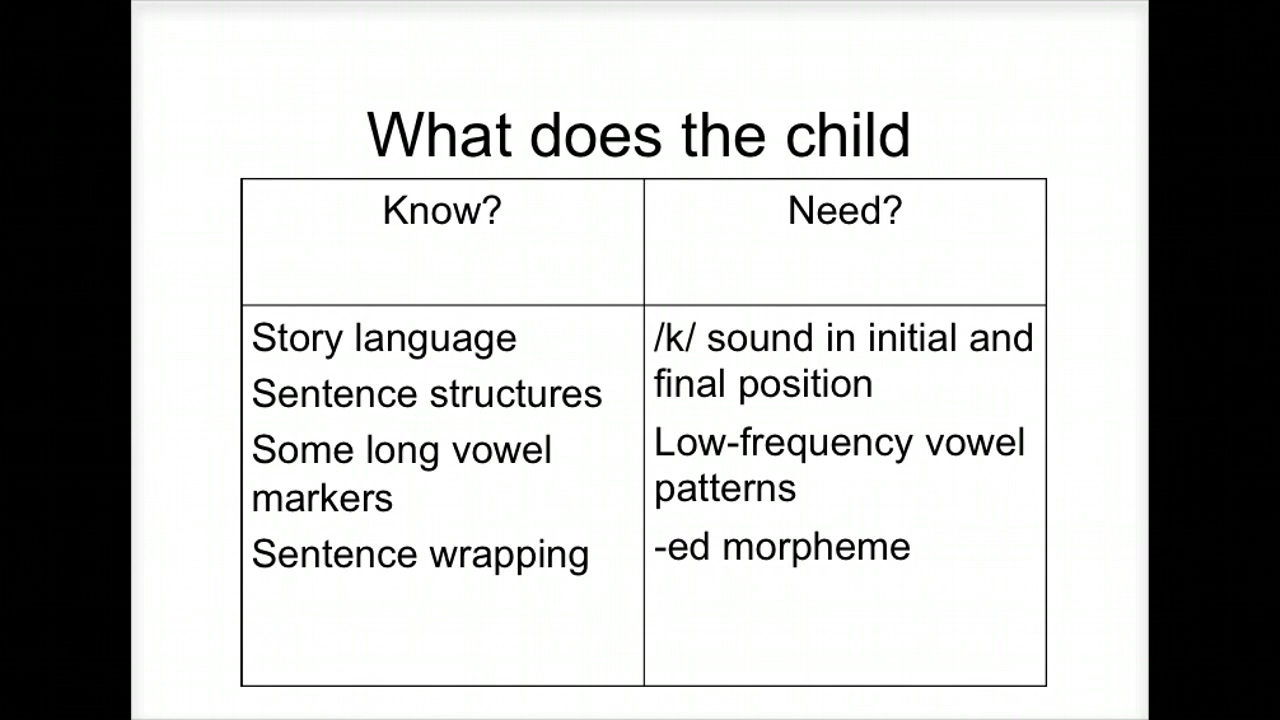 What does the child
Know?
Need?
Story language
Sentence structures
Some long vowel
markers
Sentence wrapping
/k/ sound in initial and
final position
Low-frequency vowel
patterns
-ed morpheme